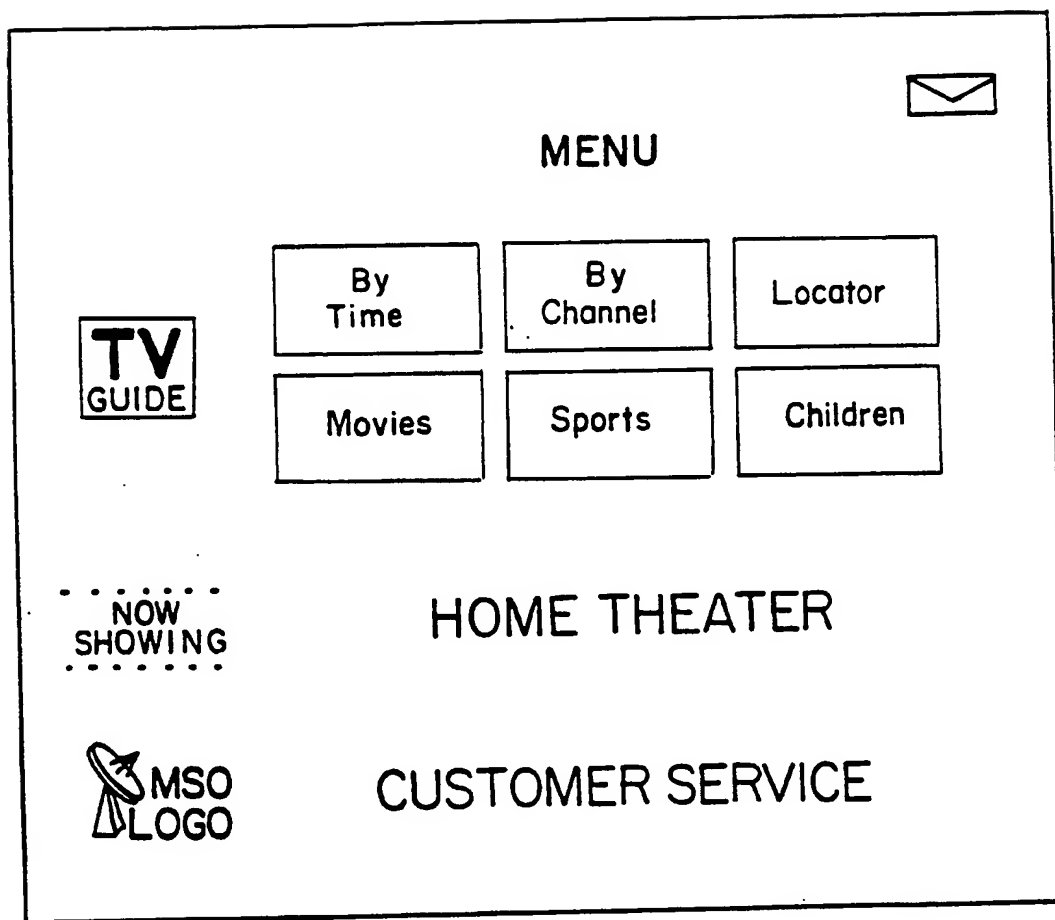 MENU
By
Time
By
Channel
Locator
TV
GUIDE
Movies
Sports
Children
NOW
SHOWING
HOME THEATER
MSO
LOGO
CUSTOMER SERVICE